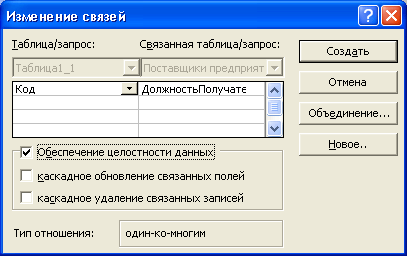 Изменение связей
Таблица/запрос: Связанная таблица/запрос:
Таблица1_1 Поставщики предприят
Код ДолжностьПолучате
Обеспечение целостности данных
каскадное обновление связанных полей
каскадное удаление связанных записей
Тип отношения: один-ко-многим
Создать
Отмена
Объединение...
Новое..